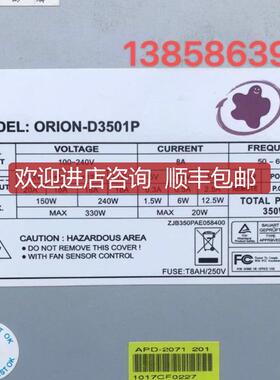 13858639
DEL: ORION-D3501P
VOLTAGE CURRENT FREQUE
100-240V 8A 50 - 6
欢迎进店咨询 顺丰包邮
150W 240W 1.5W 6W 12.5W TOTAL P
MAX 330W MAX 20W 350W
ZJB350PAE058400
CAUTION : HAZARDOUS AREA
● DO NOT REMOVE THIS COVER !
● WITH FAN SENSOR CONTROL
FUSE:T8AH/250V
APD-2071 201
1017CF0227